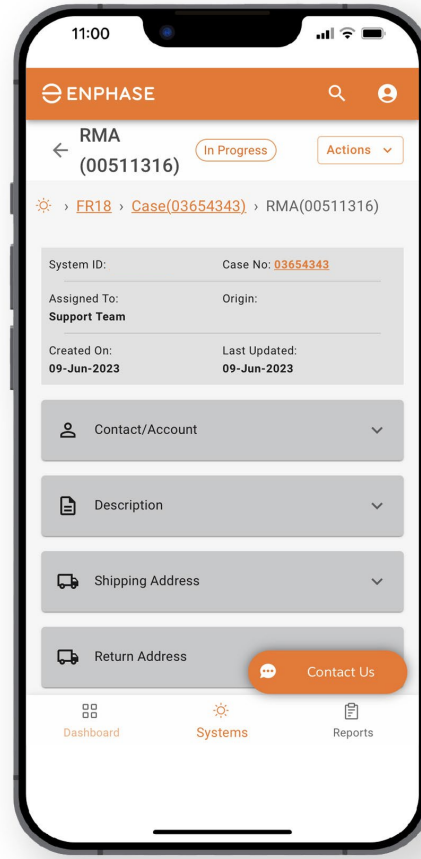 11:00
ENPHASE
RMA
(00511316)
In Progress
Actions
› FR18 › Case(03654343) › RMA(00511316)
System ID:
Case No: 03654343
Assigned To:
Support Team
Origin:
Created On:
09-Jun-2023
Last Updated:
09-Jun-2023
Contact/Account
Description
Shipping Address
Return Address
Contact Us
Dashboard
Systems
Reports